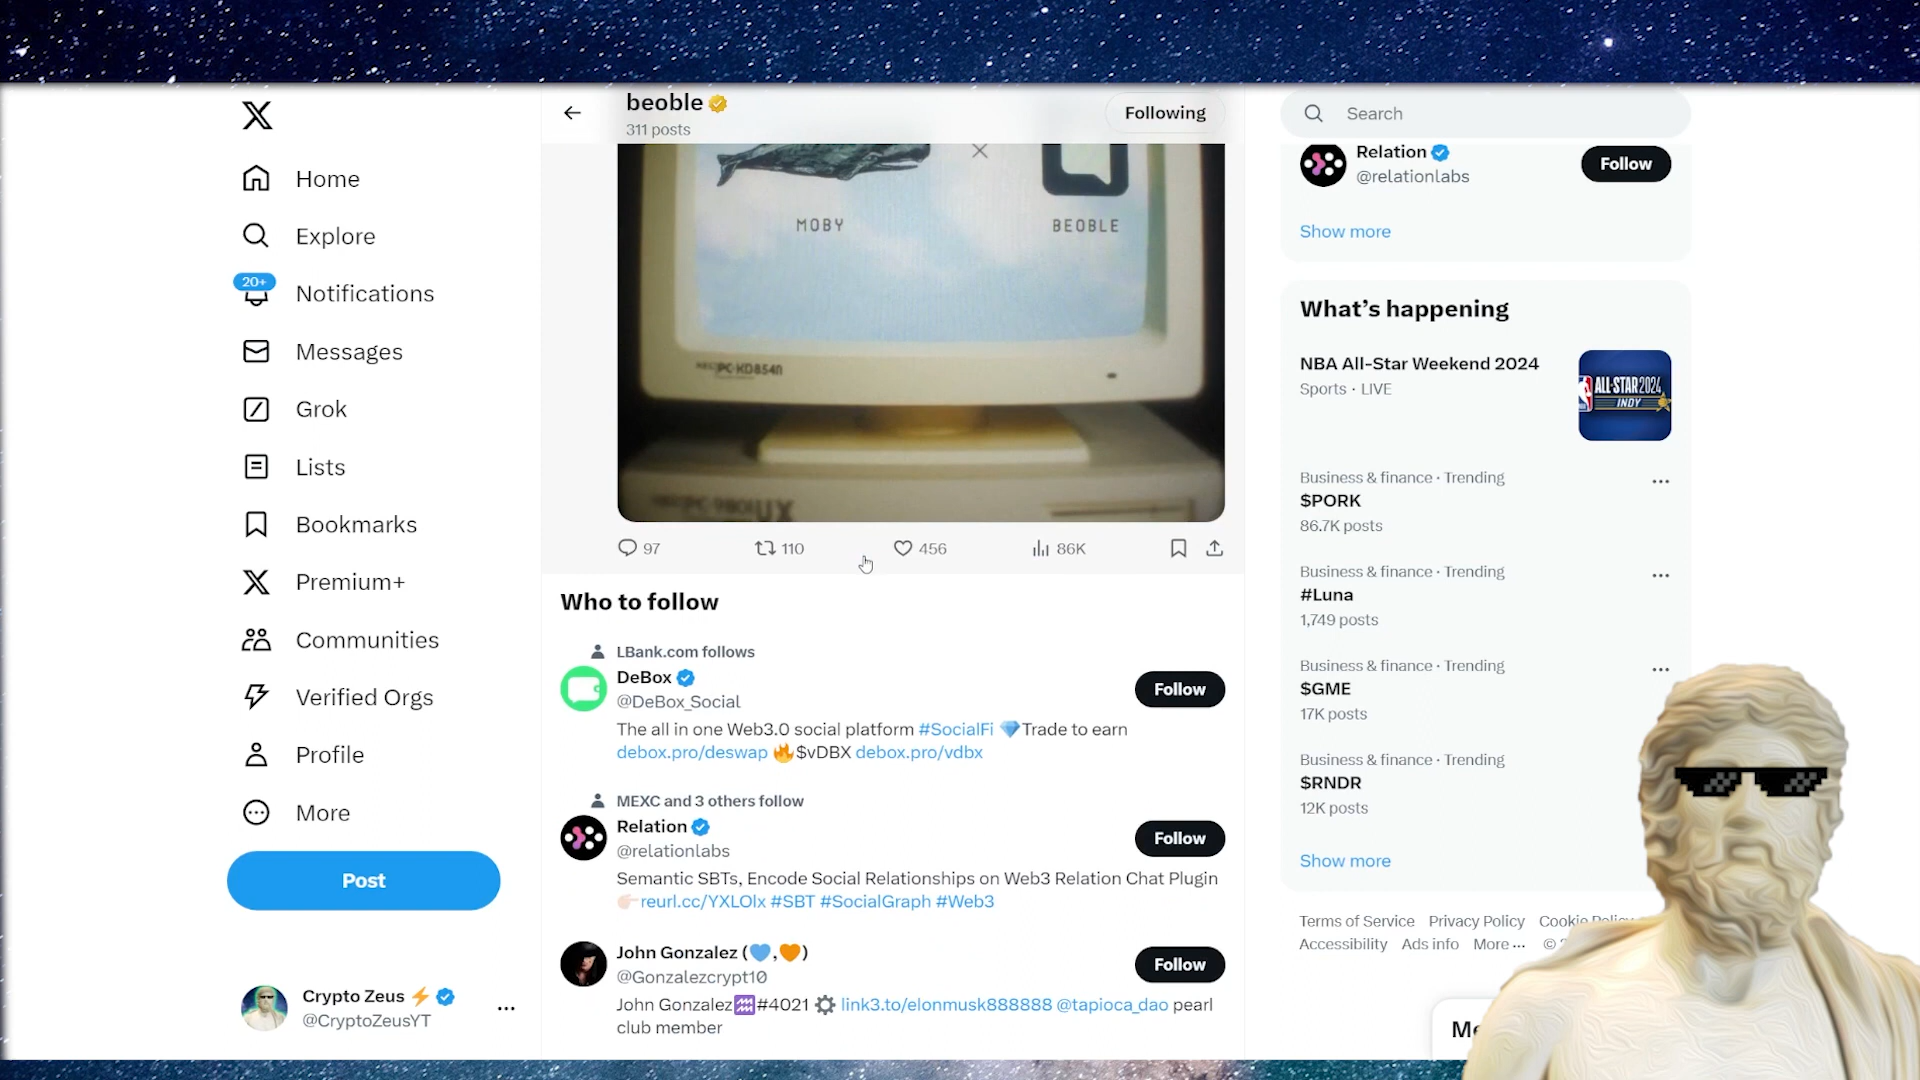 Home
Explore
20+
Notifications
Messages
Grok
Lists
Bookmarks
Premium+
Communities
Verified Orgs
Profile
More
Post
Crypto Zeus
@CryptoZeusYT
beoble
311 posts
Following
MOBY
BEOBLE
97
110
456
86K
Who to follow
LBank.com follows
DeBox
@DeBox_Social
Follow
The all in one Web3.0 social platform #SocialFi 💎Trade to earn
debox.pro/deswap 🔥$vDBX debox.pro/vdbx
MEXC and 3 others follow
Relation
@relationlabs
Follow
Semantic SBTs, Encode Social Relationships on Web3 Relation Chat Plugin
👉🏻reurl.cc/YXLOlx #SBT #SocialGraph #Web3
John Gonzalez (💙,🧡)
@Gonzalezcrypt10
Follow
John Gonzalez♒#4021 ⚙ link3.to/elonmusk888888 @tapioca_dao pearl
club member
Search
Relation
@relationlabs
Follow
Show more
What's happening
NBA All-Star Weekend 2024
Sports · LIVE
ALL-STAR 2024
INDY
Business & finance · Trending
$PORK
86.7K posts
Business & finance · Trending
#Luna
1,749 posts
Business & finance · Trending
$GME
17K posts
Business & finance · Trending
$RNDR
12K posts
Show more
Terms of Service Privacy Policy Cookie Policy
Accessibility Ads info More ··· ©